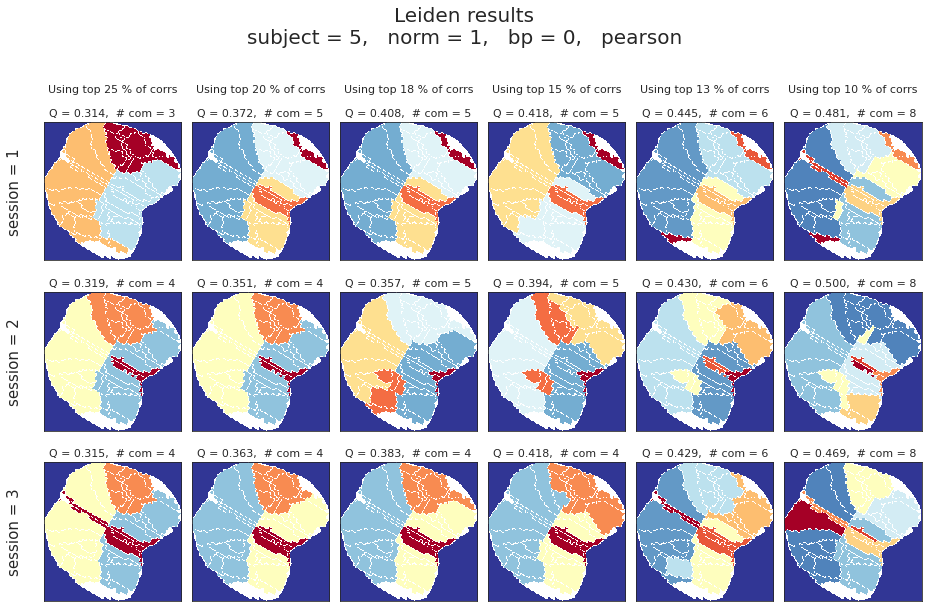 Leiden results
subject = 5,   norm = 1,   bp = 0,   pearson
Using top 25 % of corrs
Using top 20 % of corrs
Using top 18 % of corrs
Using top 15 % of corrs
Using top 13 % of corrs
Using top 10 % of corrs
session = 1
Q = 0.314,  # com = 3
Q = 0.372,  # com = 5
Q = 0.408,  # com = 5
Q = 0.418,  # com = 5
Q = 0.445,  # com = 6
Q = 0.481,  # com = 8
session = 2
Q = 0.319,  # com = 4
Q = 0.351,  # com = 4
Q = 0.357,  # com = 5
Q = 0.394,  # com = 5
Q = 0.430,  # com = 6
Q = 0.500,  # com = 8
session = 3
Q = 0.315,  # com = 4
Q = 0.363,  # com = 4
Q = 0.383,  # com = 4
Q = 0.418,  # com = 4
Q = 0.429,  # com = 6
Q = 0.469,  # com = 8